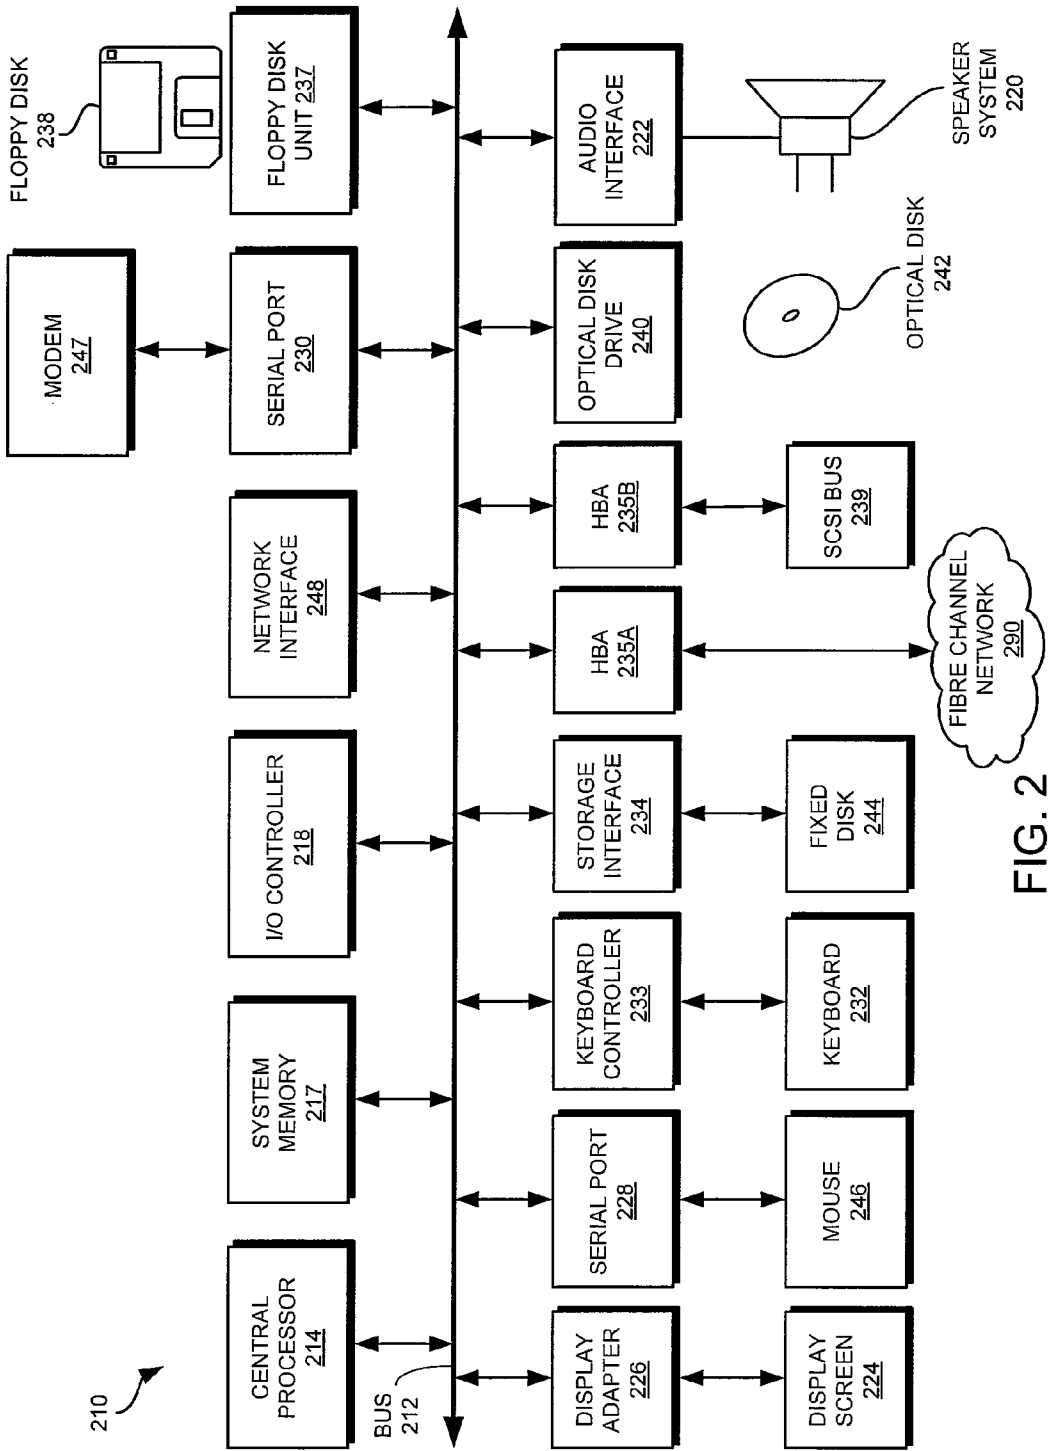 210
CENTRAL
PROCESSOR
214
SYSTEM
MEMORY
217
I/O CONTROLLER
218
NETWORK
INTERFACE
248
MODEM
247
SERIAL PORT
230
FLOPPY DISK
238
FLOPPY DISK
UNIT 237
BUS
212
DISPLAY
ADAPTER
226
SERIAL PORT
228
KEYBOARD
CONTROLLER
233
STORAGE
INTERFACE
234
HBA
235A
HBA
235B
OPTICAL DISK
DRIVE
240
AUDIO
INTERFACE
222
DISPLAY
SCREEN
224
MOUSE
246
KEYBOARD
232
FIXED
DISK
244
SCSI BUS
239
OPTICAL DISK
242
SPEAKER
SYSTEM
220
FIBRE CHANNEL
NETWORK
290
FIG. 2